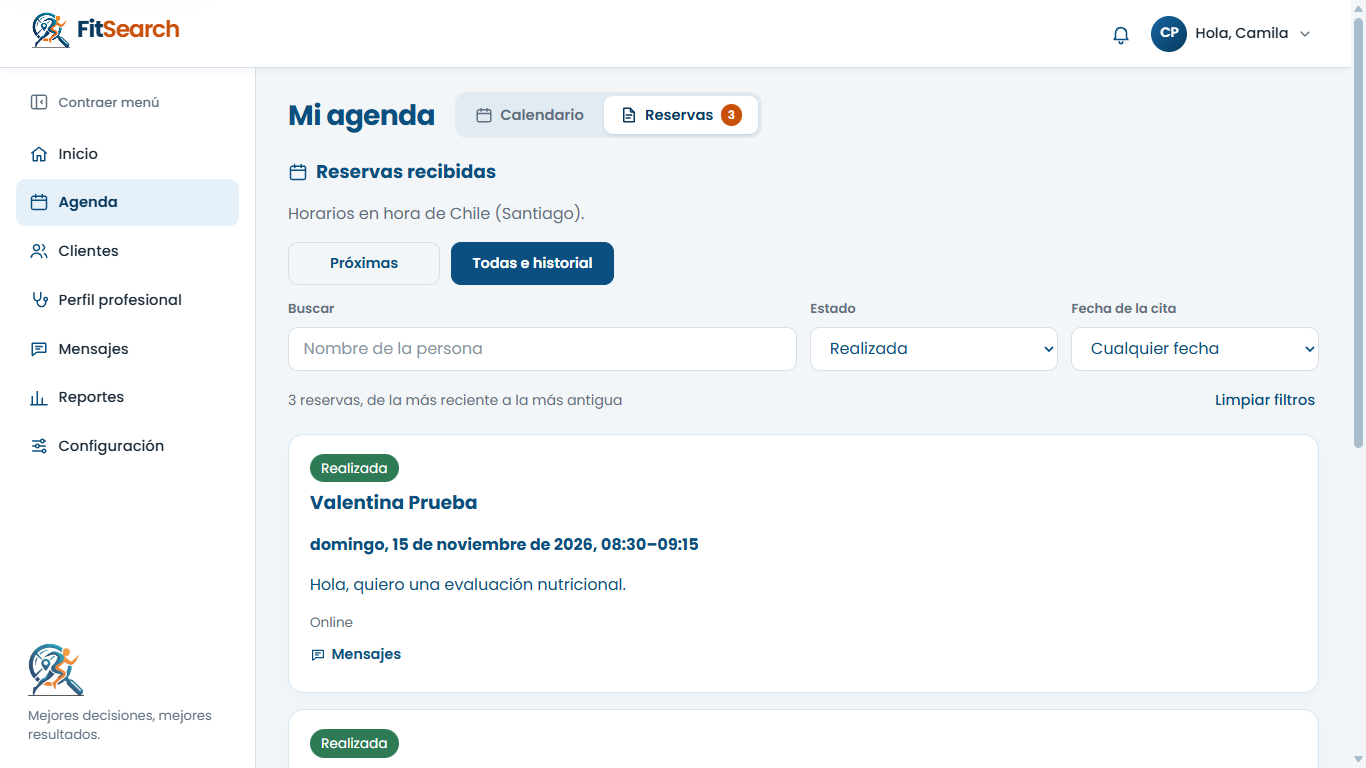 FitSearch
CP
Hola, Camila
Contraer menú
Inicio
Agenda
Clientes
Perfil profesional
Mensajes
Reportes
Configuración
Mejores decisiones, mejores
resultados.
Mi agenda
Calendario
Reservas 3
Reservas recibidas
Horarios en hora de Chile (Santiago).
Próximas
Todas e historial
Buscar
Nombre de la persona
Estado
Realizada
Fecha de la cita
Cualquier fecha
3 reservas, de la más reciente a la más antigua
Limpiar filtros
Realizada
Valentina Prueba
domingo, 15 de noviembre de 2026, 08:30–09:15
Hola, quiero una evaluación nutricional.
Online
Mensajes
Realizada